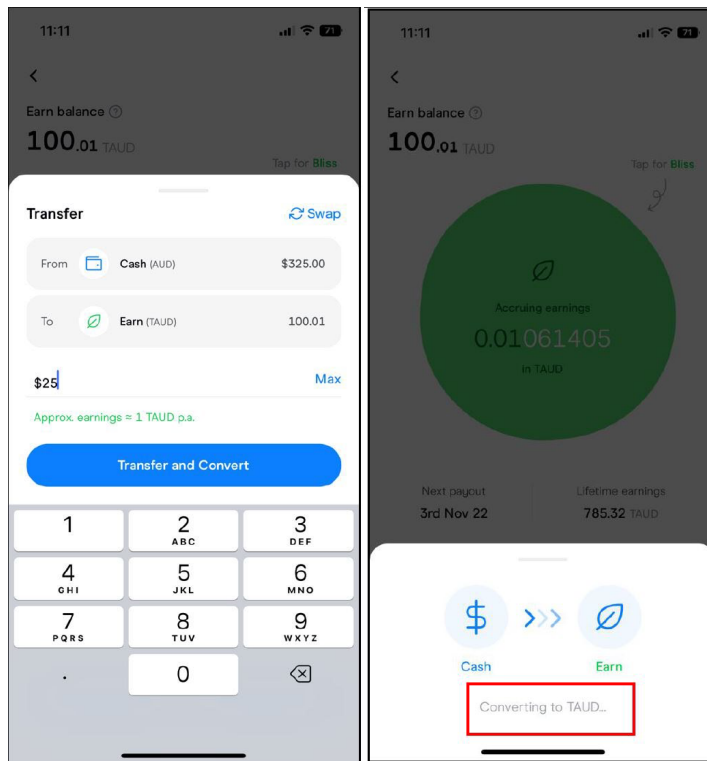 11:11
71
Earn balance ?
100.01 TAUD
Tap for Bliss
Transfer
Swap
From Cash (AUD) $325.00
To Earn (TAUD) 100.01
$25 Max
Approx. earnings ≈ 1 TAUD p.a.
Transfer and Convert
1
2 ABC
3 DEF
4 GHI
5 JKL
6 MNO
7 PQRS
8 TUV
9 WXYZ
.
0
11:11
71
Earn balance ?
100.01 TAUD
Tap for Bliss
Accruing earnings
0.01061405
in TAUD
Next payout
3rd Nov 22
Lifetime earnings
785.32 TAUD
$
Cash
Earn
Converting to TAUD...